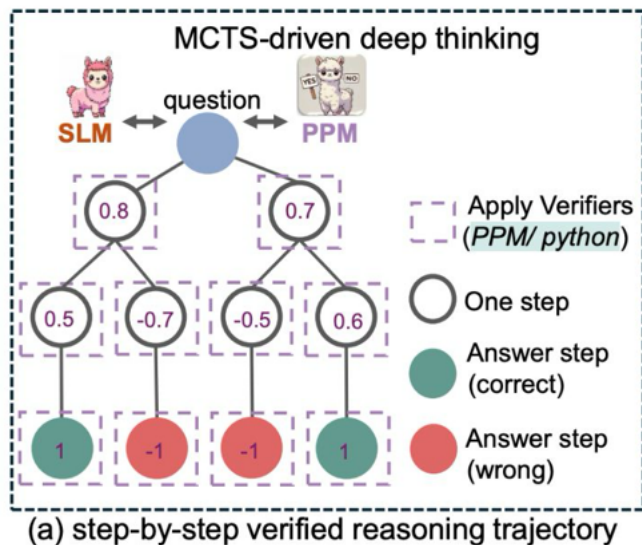 MCTS-driven deep thinking
YES NO
question
SLM PPM
0.8 0.7
Apply Verifiers
(PPM/ python)
0.5 -0.7 -0.5 0.6
One step
Answer step
(correct)
1 -1 -1 1
Answer step
(wrong)
(a) step-by-step verified reasoning trajectory